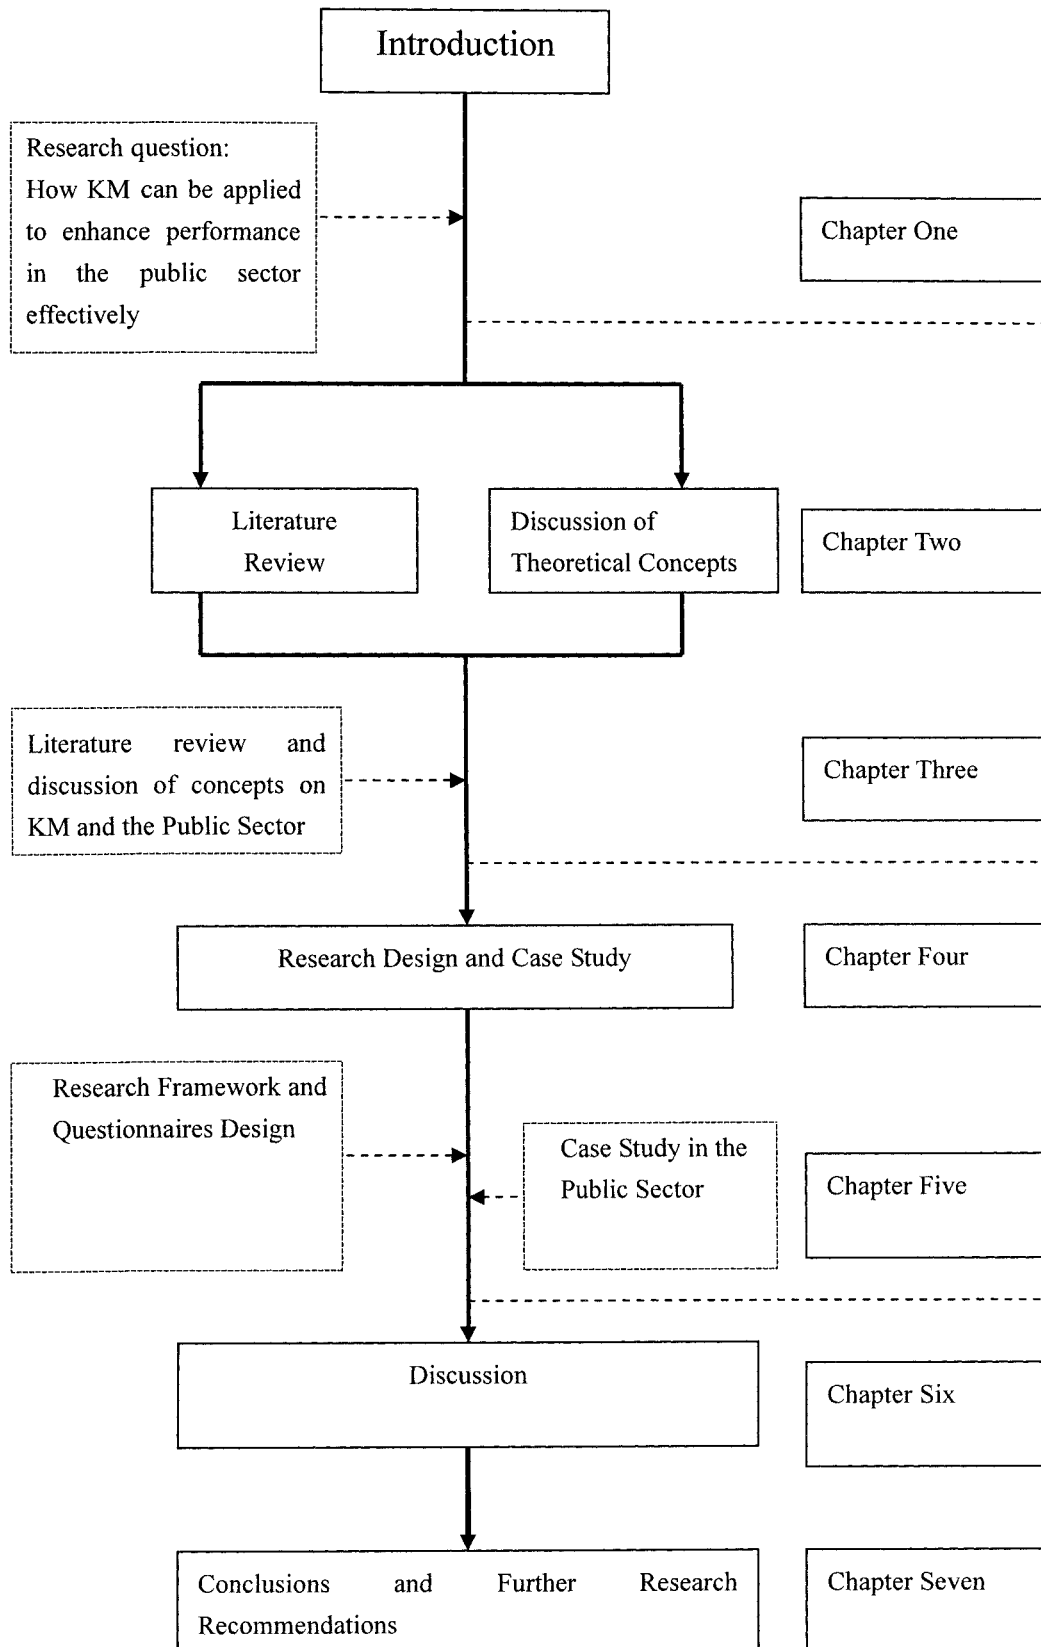 Introduction
Research question:
How KM can be applied
to enhance performance
in the public sector
effectively
Chapter One
Literature
Review
Discussion of
Theoretical Concepts
Chapter Two
Literature review and
discussion of concepts on
KM and the Public Sector
Chapter Three
Research Design and Case Study
Chapter Four
Research Framework and
Questionnaires Design
Case Study in the
Public Sector
Chapter Five
Discussion
Chapter Six
Conclusions and Further Research
Recommendations
Chapter Seven